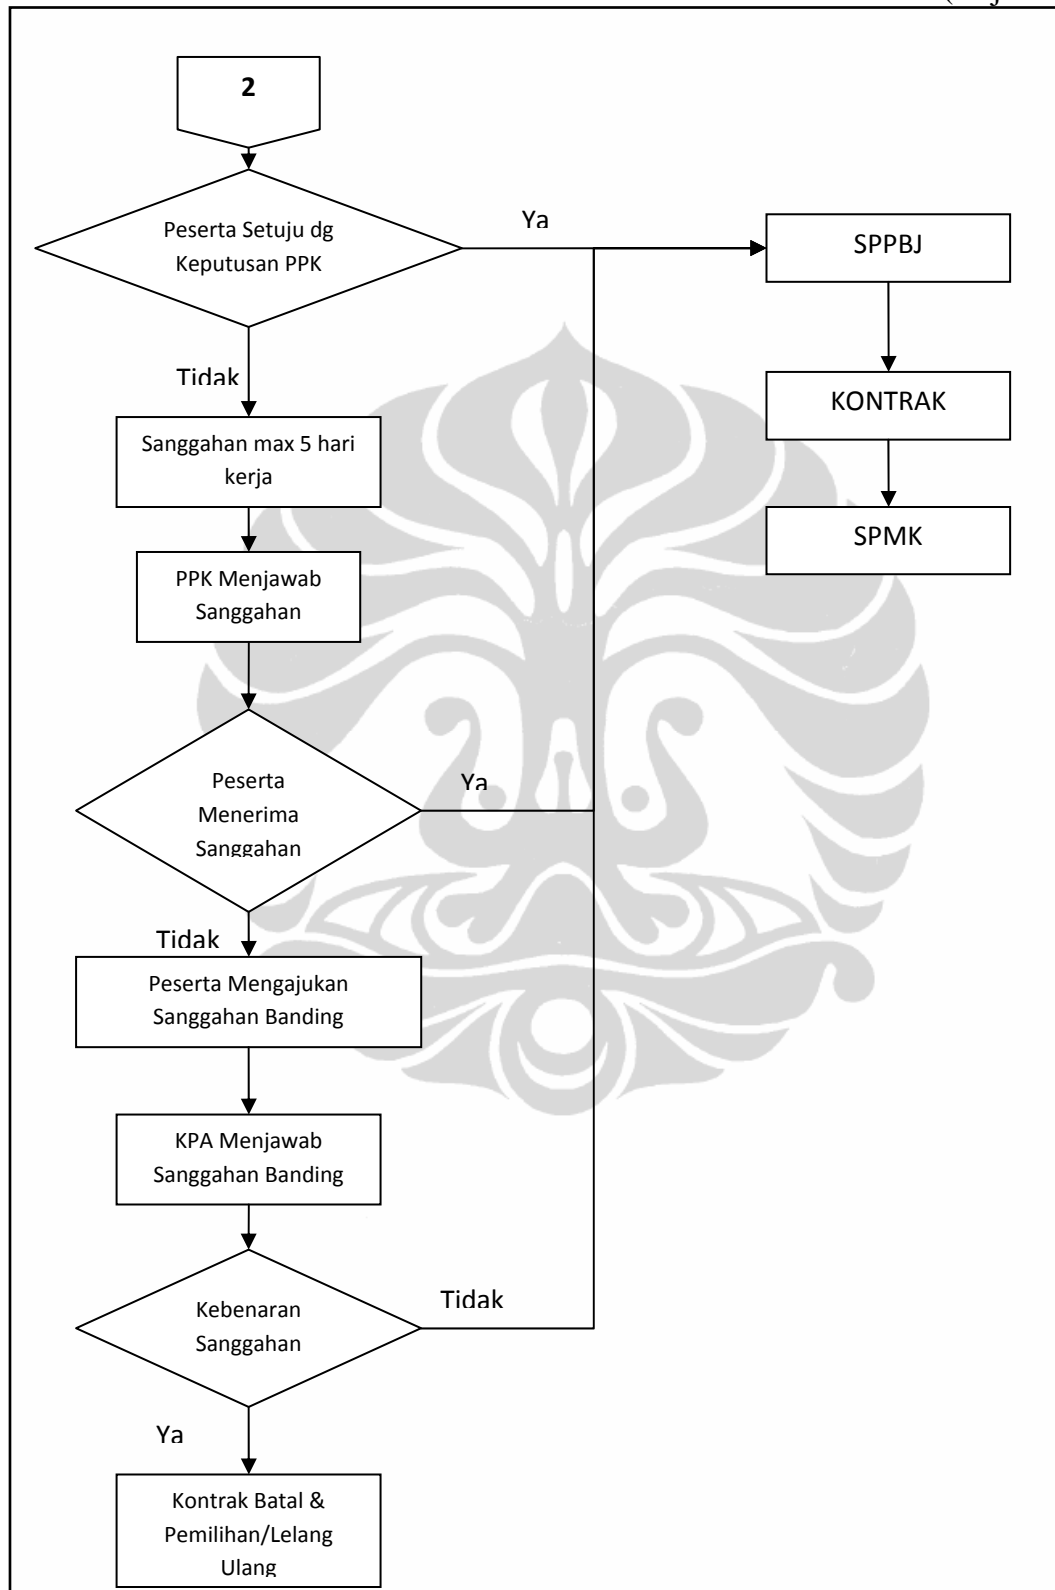 2
Peserta Setuju dg
Keputusan PPK
Ya
SPPBJ
Tidak
KONTRAK
Sanggahan max 5 hari
kerja
SPMK
PPK Menjawab
Sanggahan
Peserta
Menerima
Sanggahan
Ya
Tidak
Peserta Mengajukan
Sanggahan Banding
KPA Menjawab
Sanggahan Banding
Kebenaran
Sanggahan
Tidak
Ya
Kontrak Batal &
Pemilihan/Lelang
Ulang